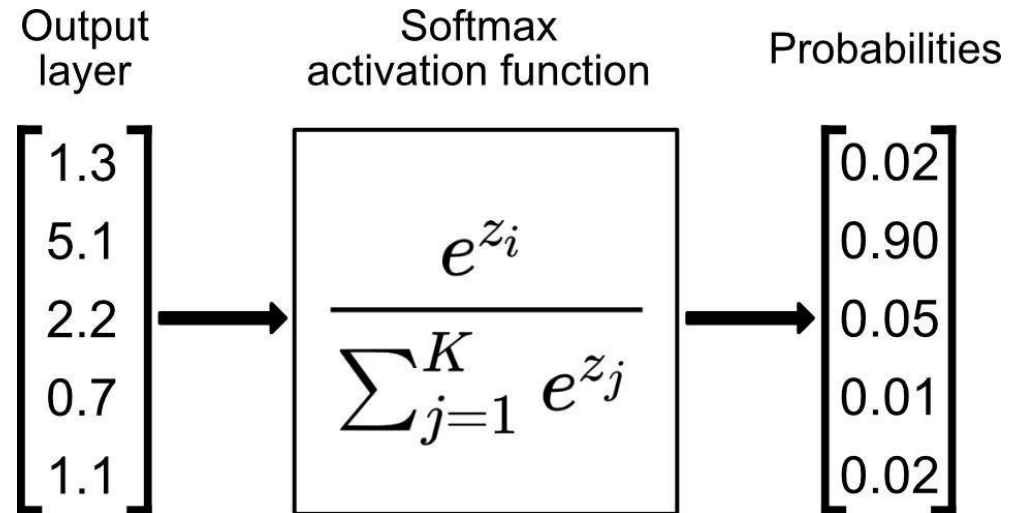 Output
layer
Softmax
activation function
Probabilities
1.3
5.1
2.2
0.7
1.1
e^{z_i}
∑_{j=1}^{K} e^{z_j}
0.02
0.90
0.05
0.01
0.02